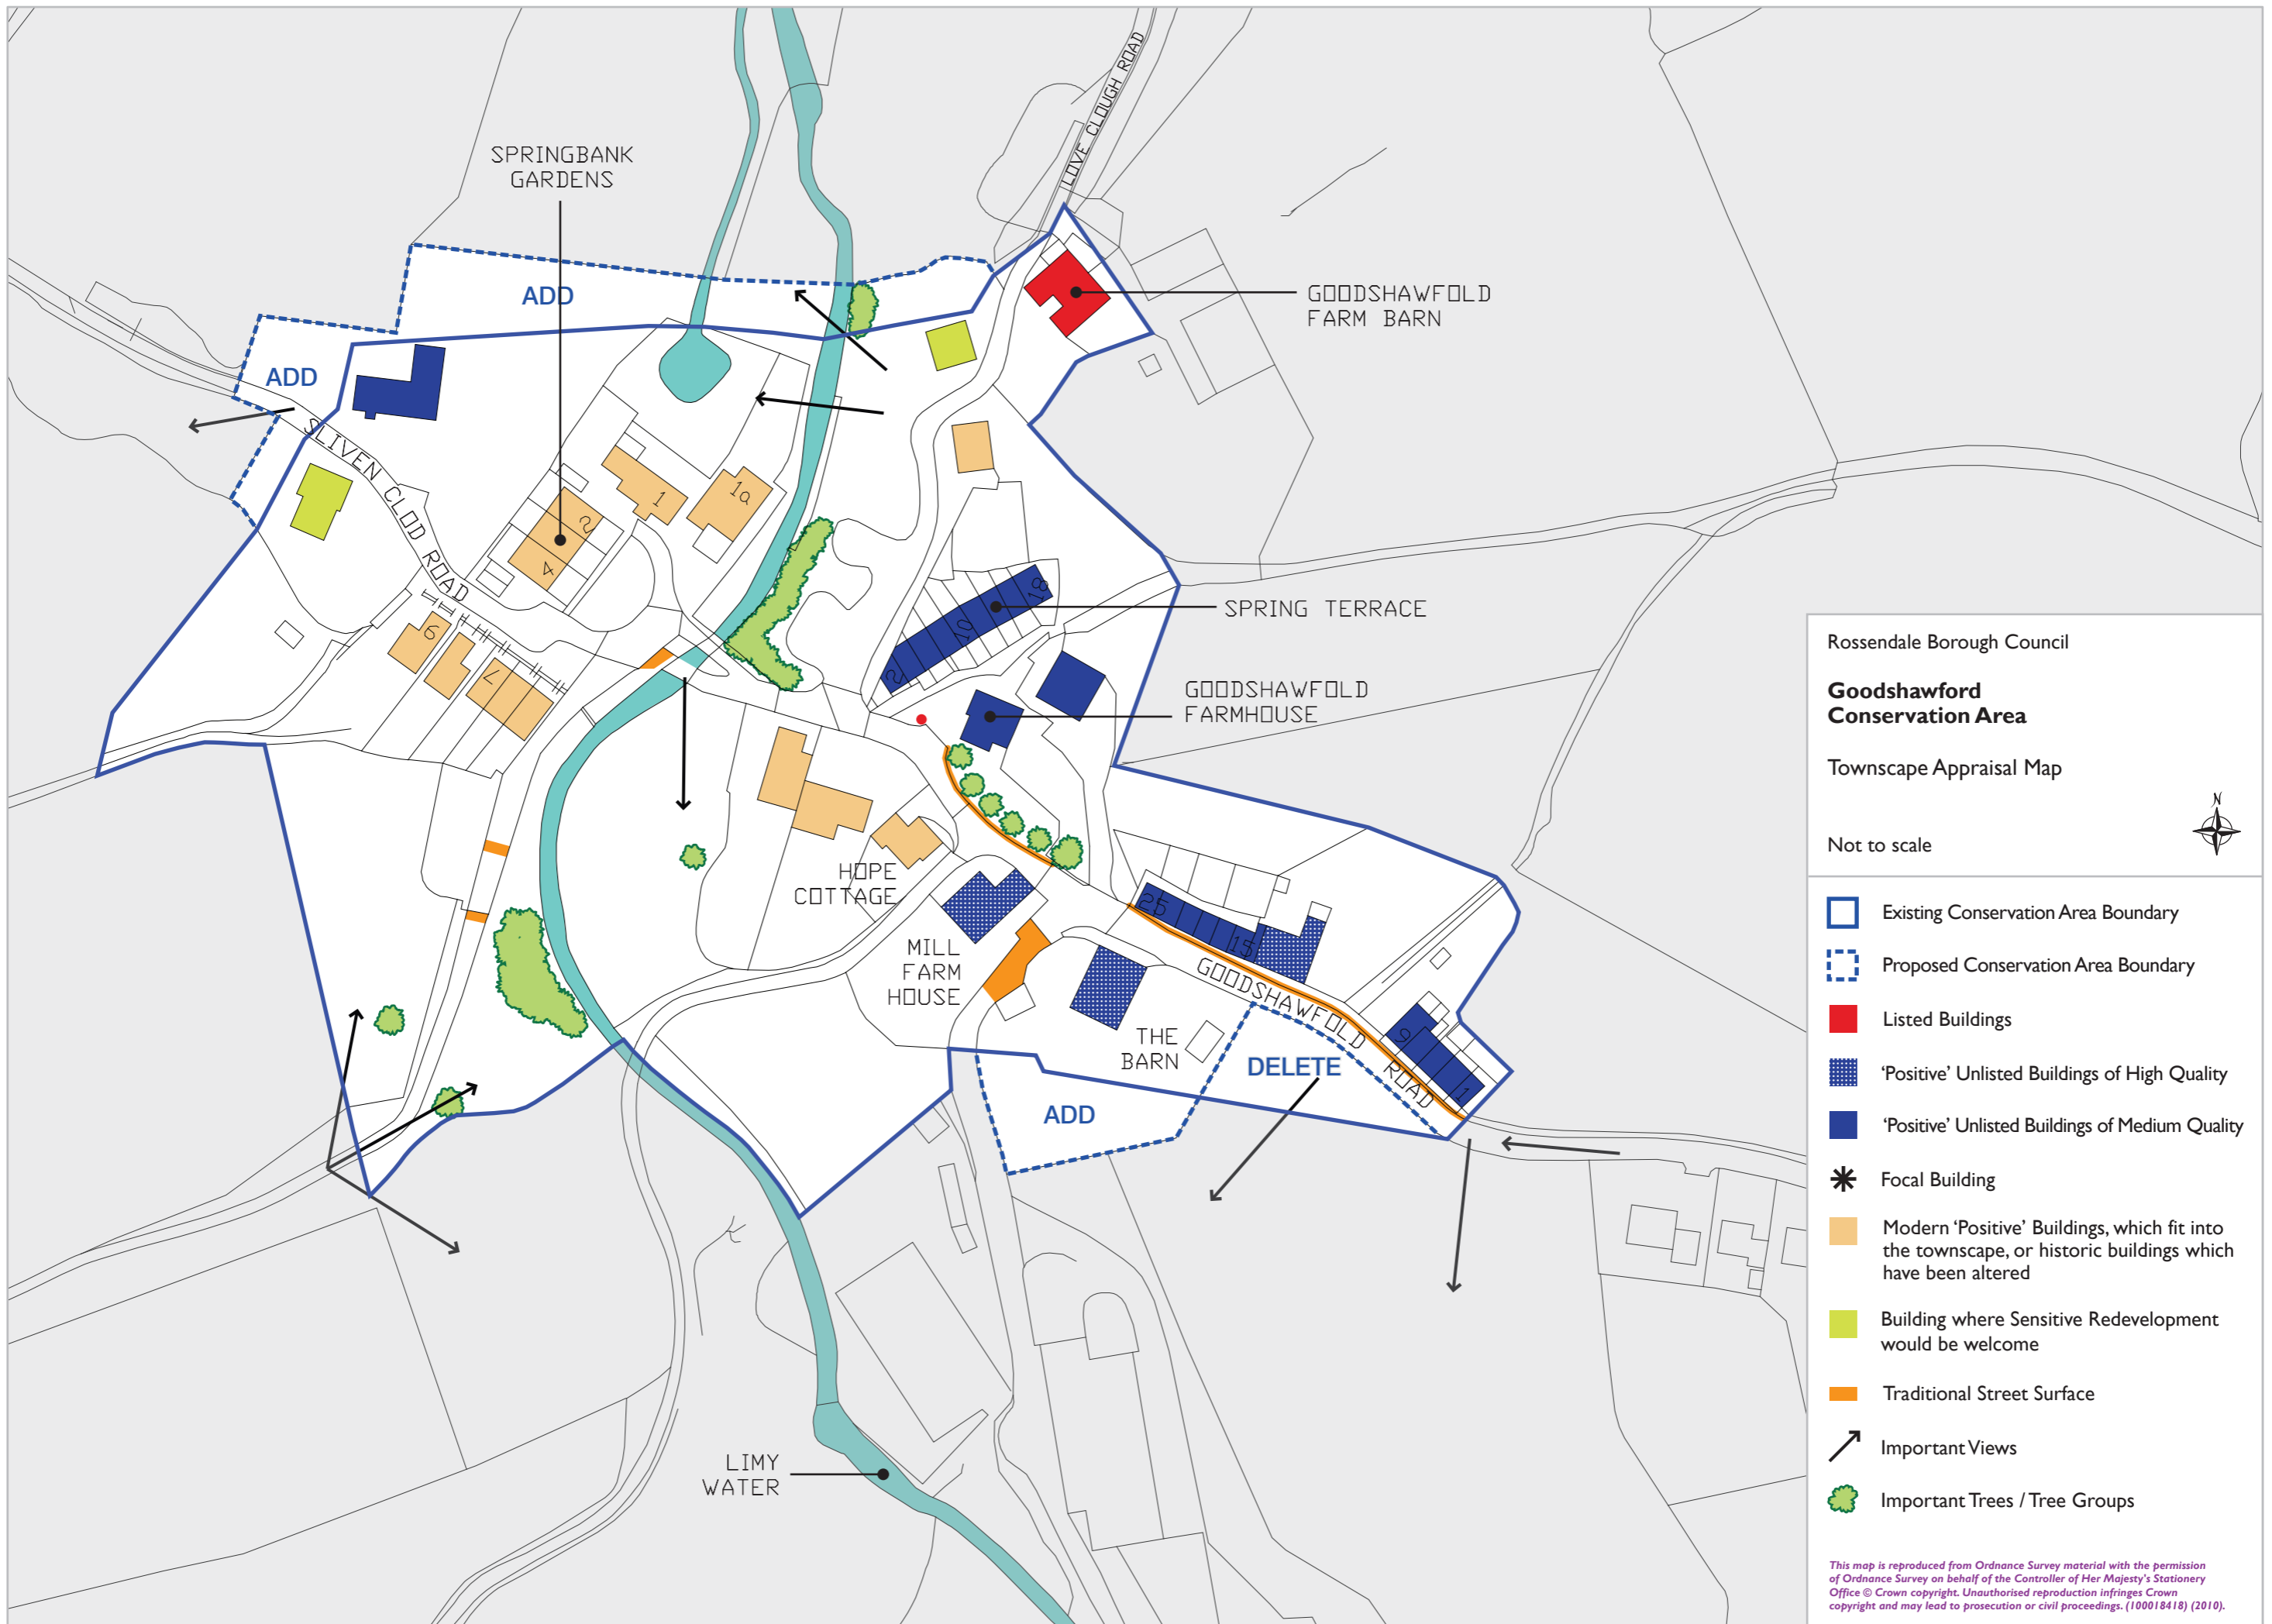 LOVE CLOUGH ROAD
SPRINGBANK
GARDENS
ADD
GOODSHAWFOLD
FARM BARN
ADD
SLIVEN CLOD ROAD
1
1a
2
4
18
10
2
SPRING TERRACE
6
7
GOODSHAWFOLD
FARMHOUSE
HOPE
COTTAGE
25
15
MILL
FARM
HOUSE
GOODSHAWFOLD ROAD
9
1
THE
BARN
DELETE
ADD
LIMY
WATER
Rossendale Borough Council
Goodshawford
Conservation Area
Townscape Appraisal Map
N
Not to scale
Existing Conservation Area Boundary
Proposed Conservation Area Boundary
Listed Buildings
‘Positive’ Unlisted Buildings of High Quality
‘Positive’ Unlisted Buildings of Medium Quality
Focal Building
Modern ‘Positive’ Buildings, which fit into
the townscape, or historic buildings which
have been altered
Building where Sensitive Redevelopment
would be welcome
Traditional Street Surface
Important Views
Important Trees / Tree Groups
This map is reproduced from Ordnance Survey material with the permission
of Ordnance Survey on behalf of the Controller of Her Majesty's Stationery
Office © Crown copyright. Unauthorised reproduction infringes Crown
copyright and may lead to prosecution or civil proceedings. (100018418) (2010).